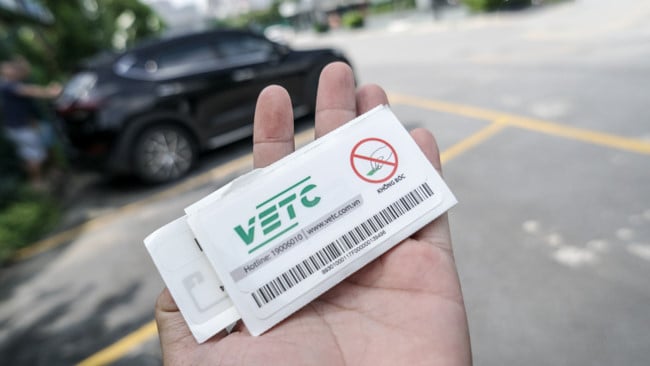 VETC
KHÔNG BÓC
Hotline: 19006010 | www.vetc.com.vn